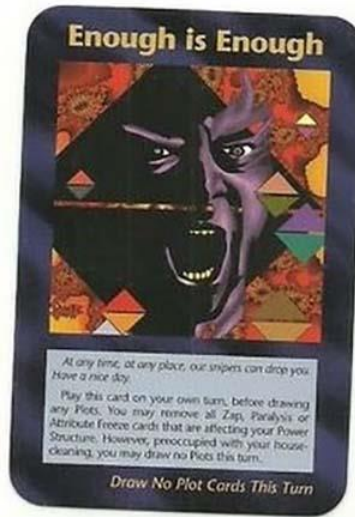 Enough is Enough
At any time, at any place, our snipers can drop you.
Have a nice day.
Play this card on your own turn, before drawing
any Plots. You may remove all Zap, Paralysis or
Attribute Freeze cards that are affecting your Power
Structure. However, preoccupied with your house-
cleaning, you may draw no Plots this turn.
Draw No Plot Cards This Turn